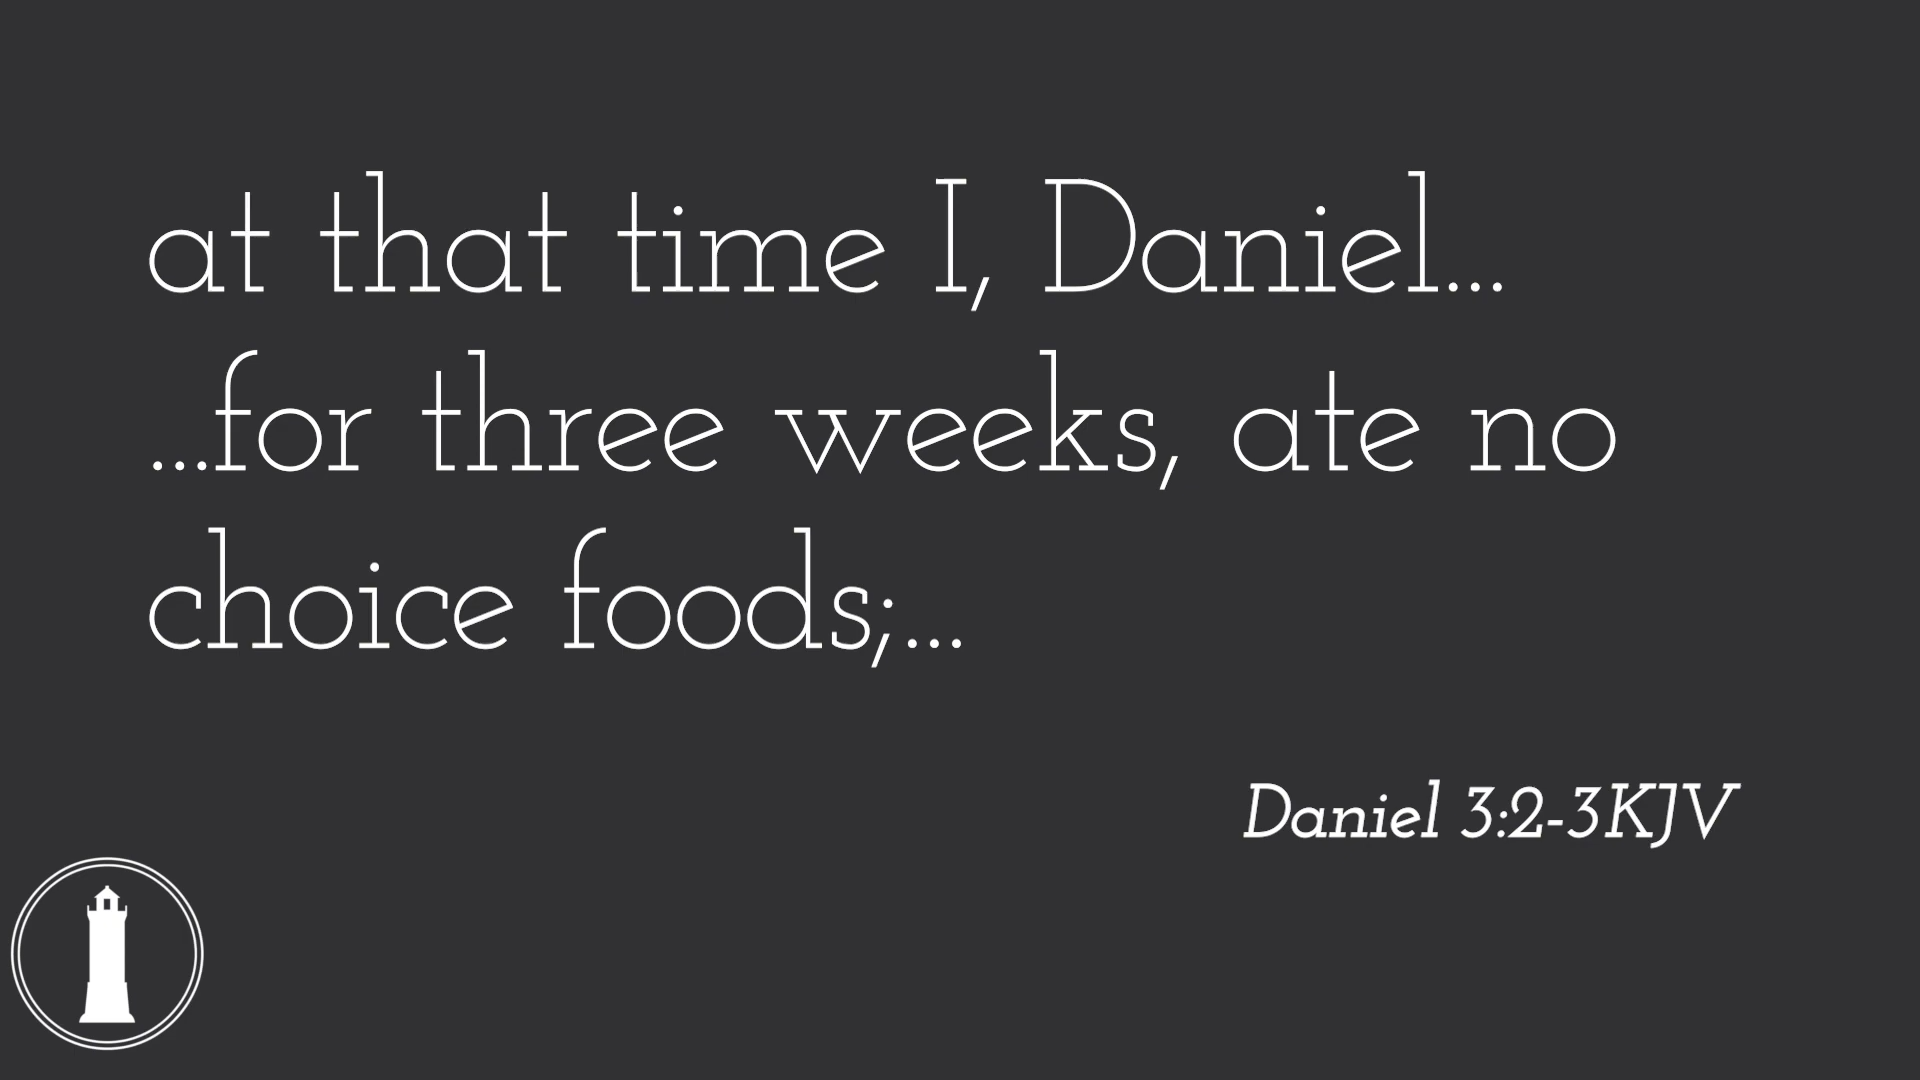 at that time I, Daniel...
...for three weeks, ate no
choice foods;...
Daniel 3:2-3KJV